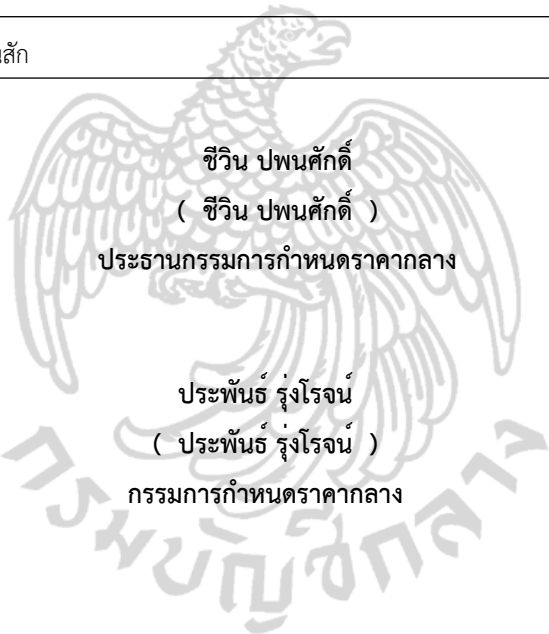 ชีวิน ปพนศักดิ์
( ชีวิน ปพนศักดิ์ )
ประธานกรรมการกำหนดราคากลาง
ประพันธ์ รุ่งโรจน์
( ประพันธ์ รุ่งโรจน์ )
กรรมการกำหนดราคากลาง
กรมบัญชีกลาง